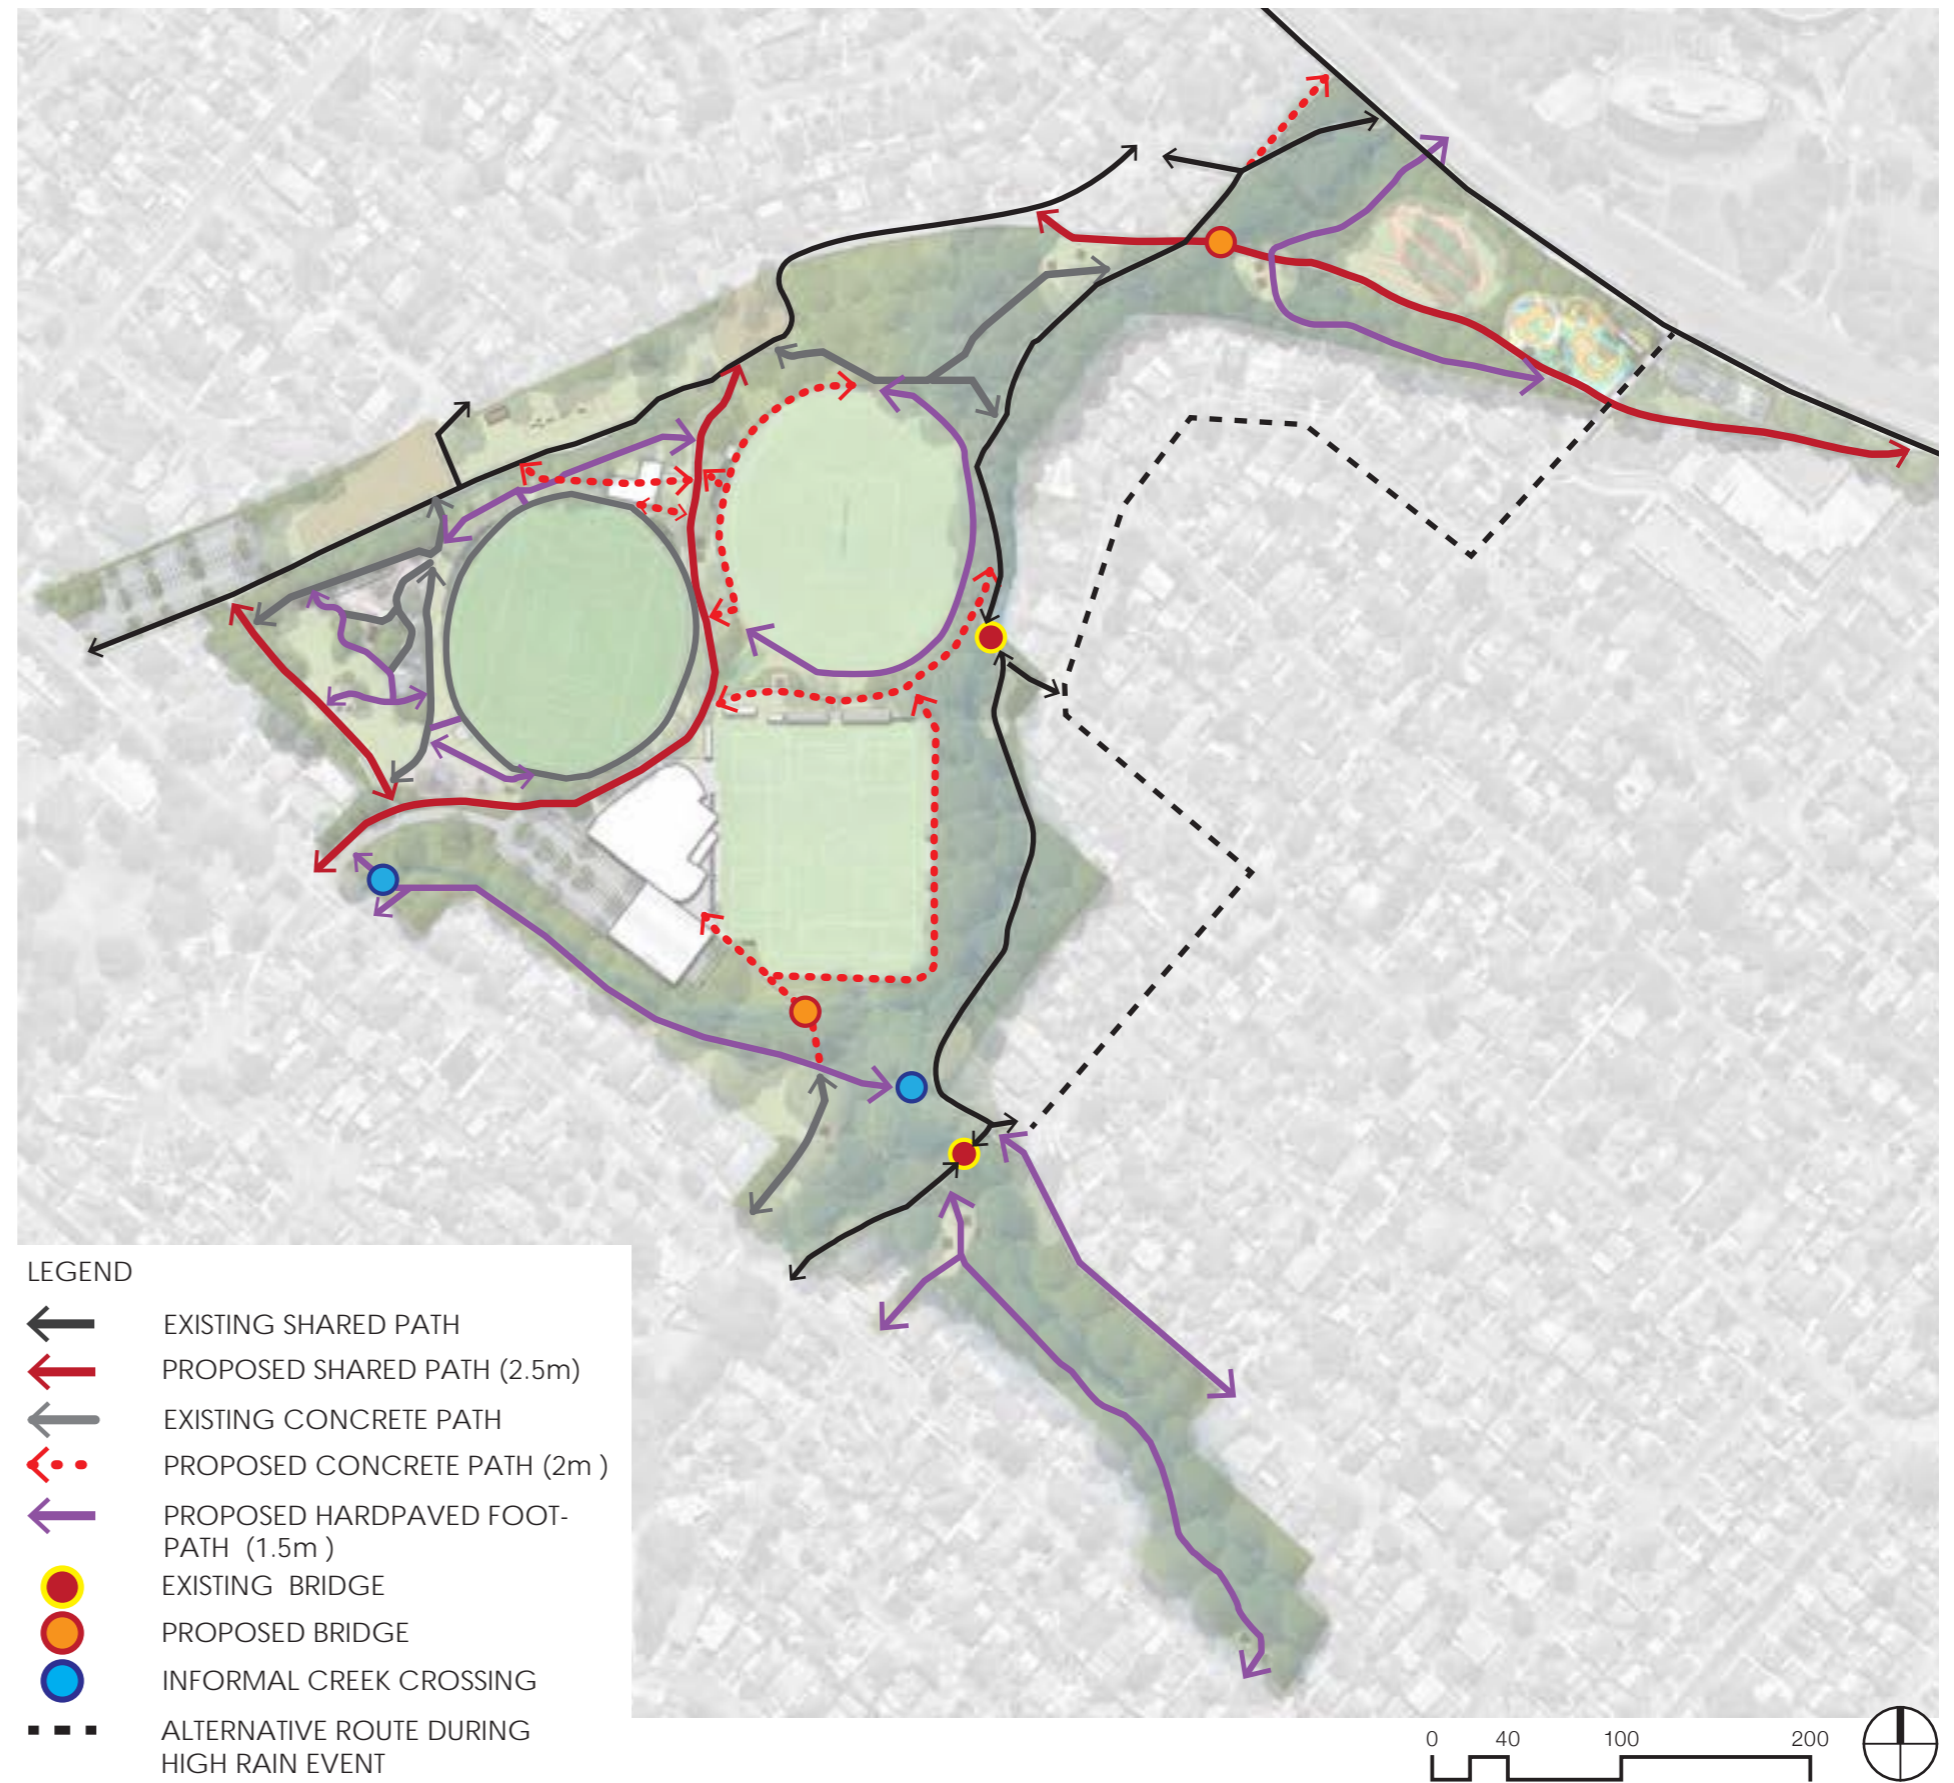 LEGEND
EXISTING SHARED PATH
PROPOSED SHARED PATH (2.5m)
EXISTING CONCRETE PATH
PROPOSED CONCRETE PATH (2m )
PROPOSED HARDPAVED FOOT-
PATH (1.5m )
EXISTING BRIDGE
PROPOSED BRIDGE
INFORMAL CREEK CROSSING
ALTERNATIVE ROUTE DURING
HIGH RAIN EVENT
0 40 100 200